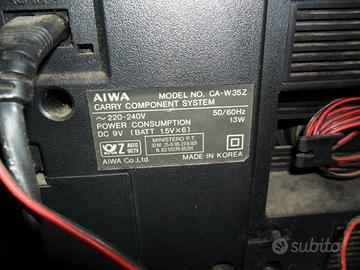 AIWA MODEL NO. CA-W35Z
CARRY COMPONENT SYSTEM
~ 220-240V 50/60Hz
POWER CONSUMPTION 13W
DC 9V (BATT 1.5V×6)
Z
MINISTERO P.T.
AIWA Co.,Ltd. MADE IN KOREA
subito